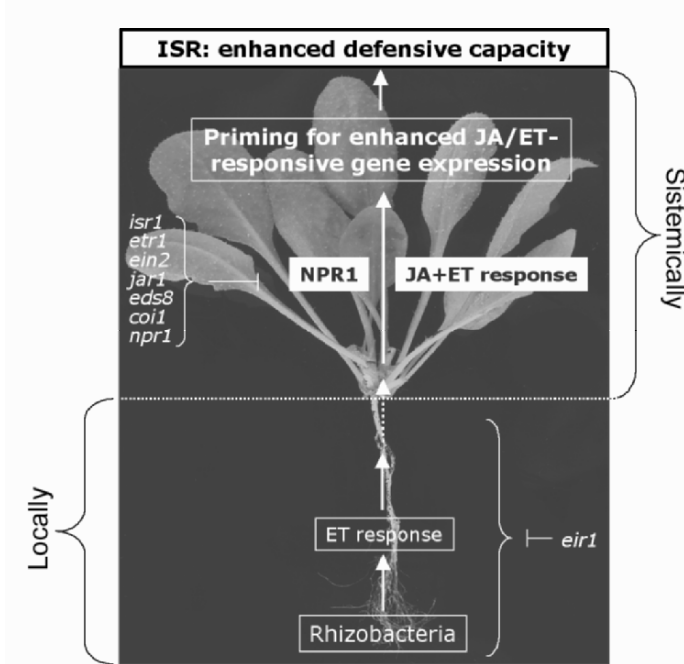 ISR: enhanced defensive capacity
Priming for enhanced JA/ET-
responsive gene expression
isr1
etr1
ein2
jar1
eds8
coi1
npr1
NPR1
JA+ET response
Sistemically
Locally
ET response
eir1
Rhizobacteria